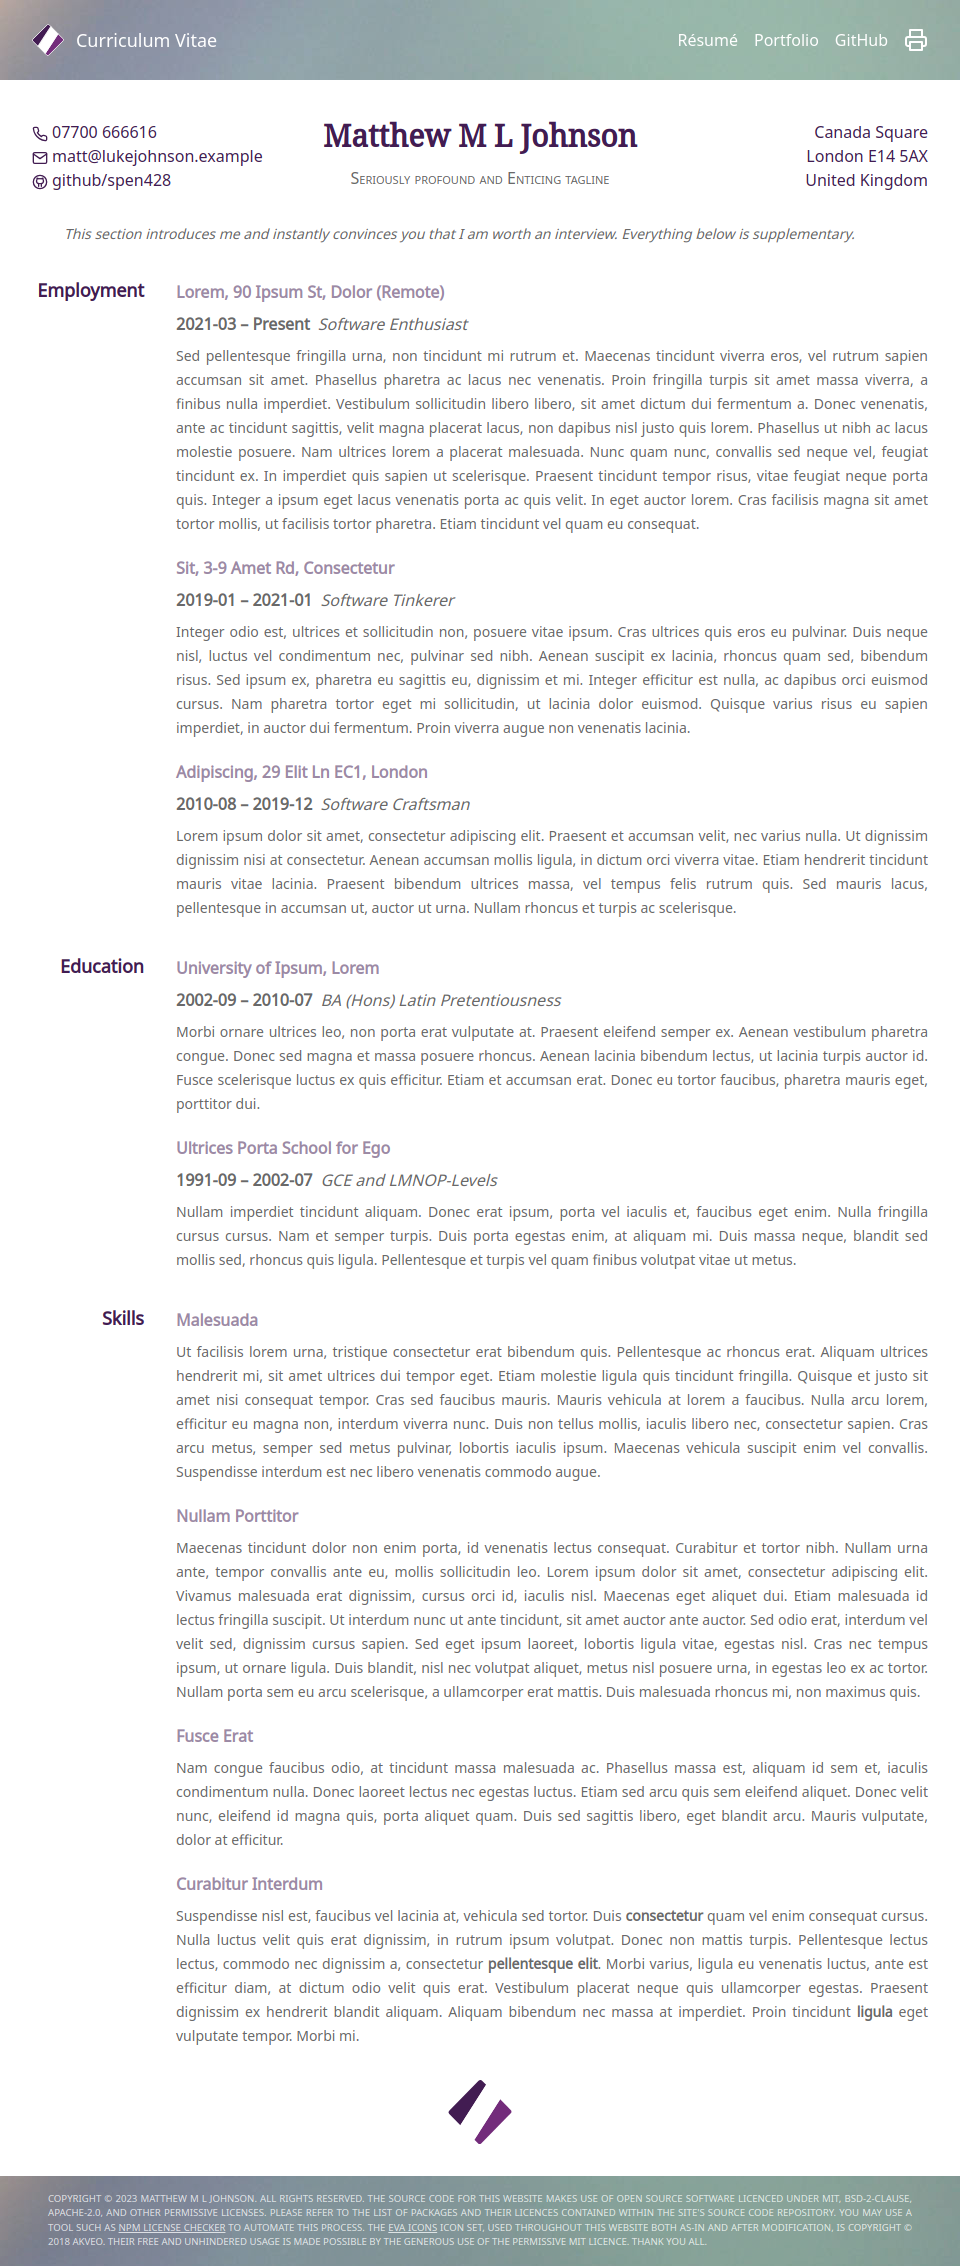 Curriculum Vitae
Résumé Portfolio GitHub
07700 666616
matt@lukejohnson.example
github/spen428
Matthew M L Johnson
Seriously profound and Enticing tagline
Canada Square
London E14 5AX
United Kingdom
This section introduces me and instantly convinces you that I am worth an interview. Everything below is supplementary.
Employment
Lorem, 90 Ipsum St, Dolor (Remote)
2021-03 – Present Software Enthusiast
Sed pellentesque fringilla urna, non tincidunt mi rutrum et. Maecenas tincidunt viverra eros, vel rutrum sapien
accumsan sit amet. Phasellus pharetra ac lacus nec venenatis. Proin fringilla turpis sit amet massa viverra, a
finibus nulla imperdiet. Vestibulum sollicitudin libero libero, sit amet dictum dui fermentum a. Donec venenatis,
ante ac tincidunt sagittis, velit magna placerat lacus, non dapibus nisl justo quis lorem. Phasellus ut nibh ac lacus
molestie posuere. Nam ultrices lorem a placerat malesuada. Nunc quam nunc, convallis sed neque vel, feugiat
tincidunt ex. In imperdiet quis sapien ut scelerisque. Praesent tincidunt tempor risus, vitae feugiat neque porta
quis. Integer a ipsum eget lacus venenatis porta ac quis velit. In eget auctor lorem. Cras facilisis magna sit amet
tortor mollis, ut facilisis tortor pharetra. Etiam tincidunt vel quam eu consequat.
Sit, 3-9 Amet Rd, Consectetur
2019-01 – 2021-01 Software Tinkerer
Integer odio est, ultrices et sollicitudin non, posuere vitae ipsum. Cras ultrices quis eros eu pulvinar. Duis neque
nisl, luctus vel condimentum nec, pulvinar sed nibh. Aenean suscipit ex lacinia, rhoncus quam sed, bibendum
risus. Sed ipsum ex, pharetra eu sagittis eu, dignissim et mi. Integer efficitur est nulla, ac dapibus orci euismod
cursus. Nam pharetra tortor eget mi sollicitudin, ut lacinia dolor euismod. Quisque varius risus eu sapien
imperdiet, in auctor dui fermentum. Proin viverra augue non venenatis lacinia.
Adipiscing, 29 Elit Ln EC1, London
2010-08 – 2019-12 Software Craftsman
Lorem ipsum dolor sit amet, consectetur adipiscing elit. Praesent et accumsan velit, nec varius nulla. Ut dignissim
dignissim nisi at consectetur. Aenean accumsan mollis ligula, in dictum orci viverra vitae. Etiam hendrerit tincidunt
mauris vitae lacinia. Praesent bibendum ultrices massa, vel tempus felis rutrum quis. Sed mauris lacus,
pellentesque in accumsan ut, auctor ut urna. Nullam rhoncus et turpis ac scelerisque.
Education
University of Ipsum, Lorem
2002-09 – 2010-07 BA (Hons) Latin Pretentiousness
Morbi ornare ultrices leo, non porta erat vulputate at. Praesent eleifend semper ex. Aenean vestibulum pharetra
congue. Donec sed magna et massa posuere rhoncus. Aenean lacinia bibendum lectus, ut lacinia turpis auctor id.
Fusce scelerisque luctus ex quis efficitur. Etiam et accumsan erat. Donec eu tortor faucibus, pharetra mauris eget,
porttitor dui.
Ultrices Porta School for Ego
1991-09 – 2002-07 GCE and LMNOP-Levels
Nullam imperdiet tincidunt aliquam. Donec erat ipsum, porta vel iaculis et, faucibus eget enim. Nulla fringilla
cursus cursus. Nam et semper turpis. Duis porta egestas enim, at aliquam mi. Duis massa neque, blandit sed
mollis sed, rhoncus quis ligula. Pellentesque et turpis vel quam finibus volutpat vitae ut metus.
Skills
Malesuada
Ut facilisis lorem urna, tristique consectetur erat bibendum quis. Pellentesque ac rhoncus erat. Aliquam ultrices
hendrerit mi, sit amet ultrices dui tempor eget. Etiam molestie ligula quis tincidunt fringilla. Quisque et justo sit
amet nisi consequat tempor. Cras sed faucibus mauris. Mauris vehicula at lorem a faucibus. Nulla arcu lorem,
efficitur eu magna non, interdum viverra nunc. Duis non tellus mollis, iaculis libero nec, consectetur sapien. Cras
arcu metus, semper sed metus pulvinar, lobortis iaculis ipsum. Maecenas vehicula suscipit enim vel convallis.
Suspendisse interdum est nec libero venenatis commodo augue.
Nullam Porttitor
Maecenas tincidunt dolor non enim porta, id venenatis lectus consequat. Curabitur et tortor nibh. Nullam urna
ante, tempor convallis ante eu, mollis sollicitudin leo. Lorem ipsum dolor sit amet, consectetur adipiscing elit.
Vivamus malesuada erat dignissim, cursus orci id, iaculis nisl. Maecenas eget aliquet dui. Etiam malesuada id
lectus fringilla suscipit. Ut interdum nunc ut ante tincidunt, sit amet auctor ante auctor. Sed odio erat, interdum vel
velit sed, dignissim cursus sapien. Sed eget ipsum laoreet, lobortis ligula vitae, egestas nisl. Cras nec tempus
ipsum, ut ornare ligula. Duis blandit, nisl nec volutpat aliquet, metus nisl posuere urna, in egestas leo ex ac tortor.
Nullam porta sem eu arcu scelerisque, a ullamcorper erat mattis. Duis malesuada rhoncus mi, non maximus quis.
Fusce Erat
Nam congue faucibus odio, at tincidunt massa malesuada ac. Phasellus massa est, aliquam id sem et, iaculis
condimentum nulla. Donec laoreet lectus nec egestas luctus. Etiam sed arcu quis sem eleifend aliquet. Donec velit
nunc, eleifend id magna quis, porta aliquet quam. Duis sed sagittis libero, eget blandit arcu. Mauris vulputate,
dolor at efficitur.
Curabitur Interdum
Suspendisse nisl est, faucibus vel lacinia at, vehicula sed tortor. Duis consectetur quam vel enim consequat cursus.
Nulla luctus velit quis erat dignissim, in rutrum ipsum volutpat. Donec non mattis turpis. Pellentesque lectus
lectus, commodo nec dignissim a, consectetur pellentesque elit. Morbi varius, ligula eu venenatis luctus, ante est
efficitur diam, at dictum odio velit quis erat. Vestibulum placerat neque quis ullamcorper egestas. Praesent
dignissim ex hendrerit blandit aliquam. Aliquam bibendum nec massa at imperdiet. Proin tincidunt ligula eget
vulputate tempor. Morbi mi.
COPYRIGHT © 2023 MATTHEW M L JOHNSON. ALL RIGHTS RESERVED. THE SOURCE CODE FOR THIS WEBSITE MAKES USE OF OPEN SOURCE SOFTWARE LICENCED UNDER MIT, BSD-2-CLAUSE,
APACHE-2.0, AND OTHER PERMISSIVE LICENSES. PLEASE REFER TO THE LIST OF PACKAGES AND THEIR LICENCES CONTAINED WITHIN THE SITE'S SOURCE CODE REPOSITORY. YOU MAY USE A
TOOL SUCH AS NPM LICENSE CHECKER TO AUTOMATE THIS PROCESS. THE EVA ICONS ICON SET, USED THROUGHOUT THIS WEBSITE BOTH AS-IN AND AFTER MODIFICATION, IS COPYRIGHT ©
2018 AKVEO. THEIR FREE AND UNHINDERED USAGE IS MADE POSSIBLE BY THE GENEROUS USE OF THE PERMISSIVE MIT LICENCE. THANK YOU ALL.